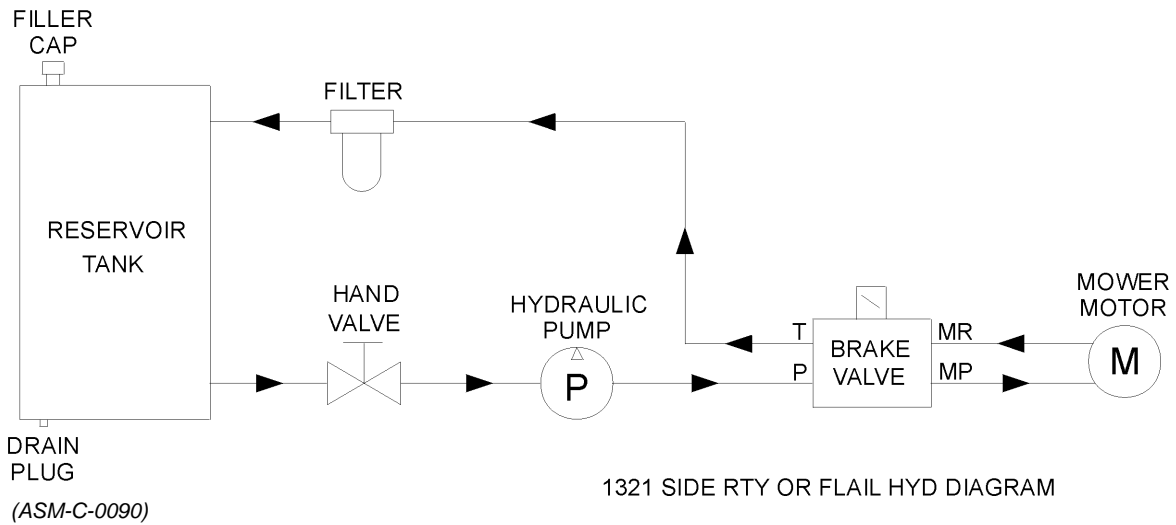 FILLER
CAP
FILTER
RESERVOIR
TANK
HAND
VALVE
HYDRAULIC
PUMP
P
T
P
BRAKE
VALVE
MR
MP
MOWER
MOTOR
M
DRAIN
PLUG
(ASM-C-0090)
1321 SIDE RTY OR FLAIL HYD DIAGRAM